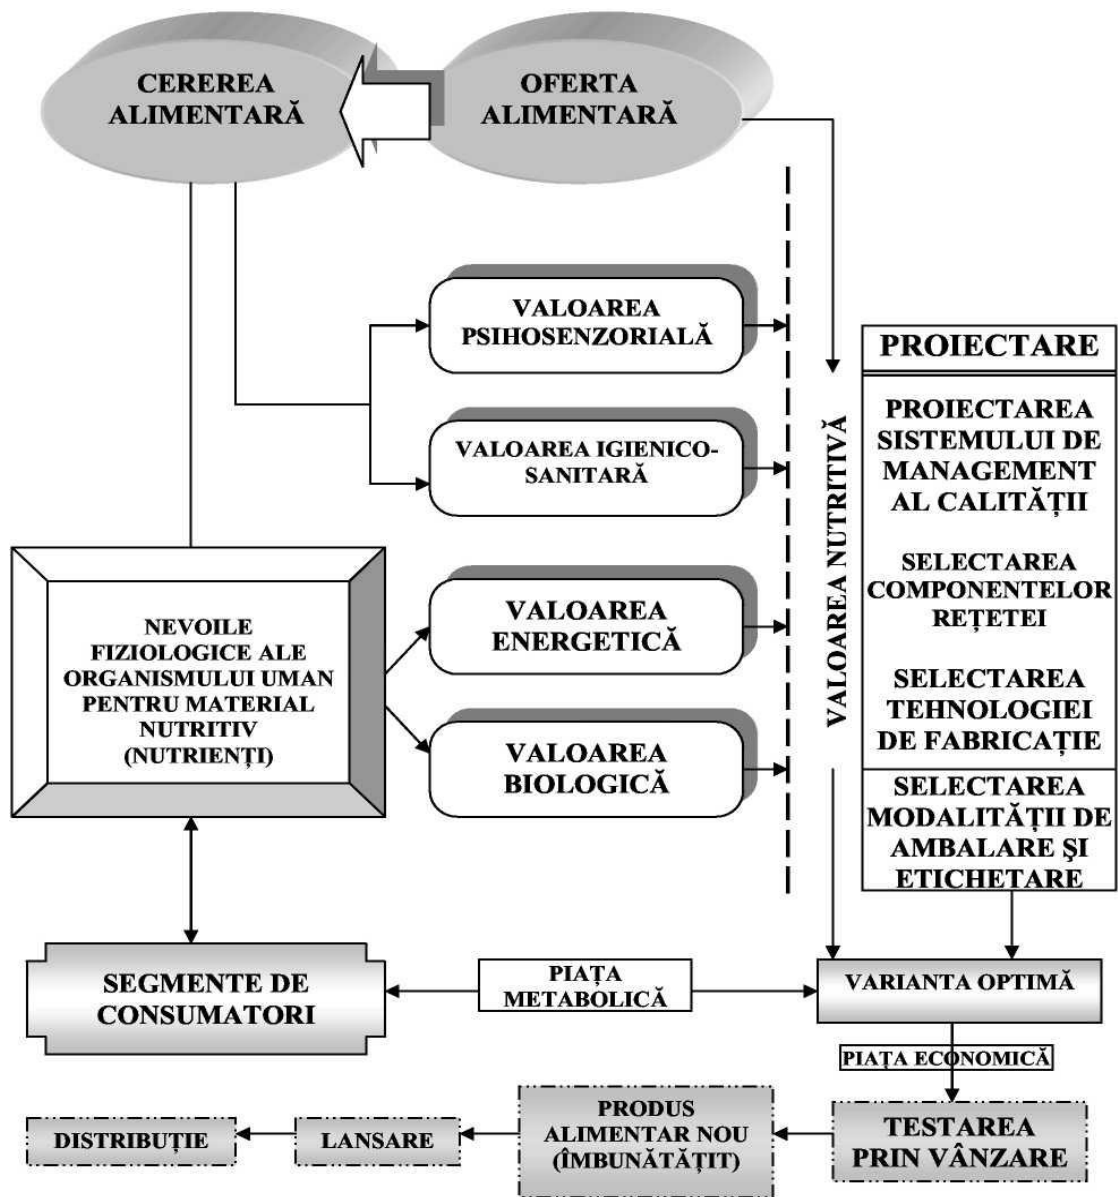 CEREREA
ALIMENTARĂ
OFERTA
ALIMENTARĂ
VALOAREA
PSIHOSENZORIALĂ
VALOAREA IGIENICO-
SANITARĂ
VALOAREA
ENERGETICĂ
VALOAREA
BIOLOGICĂ
NEVOILE
FIZIOLOGICE ALE
ORGANISMULUI UMAN
PENTRU MATERIAL
NUTRITIV
(NUTRIENȚI)
VALOAREA NUTRITIVĂ
PROIECTARE
PROIECTAREA
SISTEMULUI DE
MANAGEMENT
AL CALITĂȚII
SELECTAREA
COMPONENTELOR
REȚETEI
SELECTAREA
TEHNOLOGIEI
DE FABRICAȚIE
SELECTAREA
MODALITĂȚII DE
AMBALARE ŞI
ETICHETARE
SEGMENTE DE
CONSUMATORI
PIAȚA
METABOLICĂ
VARIANTA OPTIMĂ
PIAȚA ECONOMICĂ
TESTAREA
PRIN VÂNZARE
PRODUS
ALIMENTAR NOU
(ÎMBUNĂTĂȚIT)
LANSARE
DISTRIBUȚIE